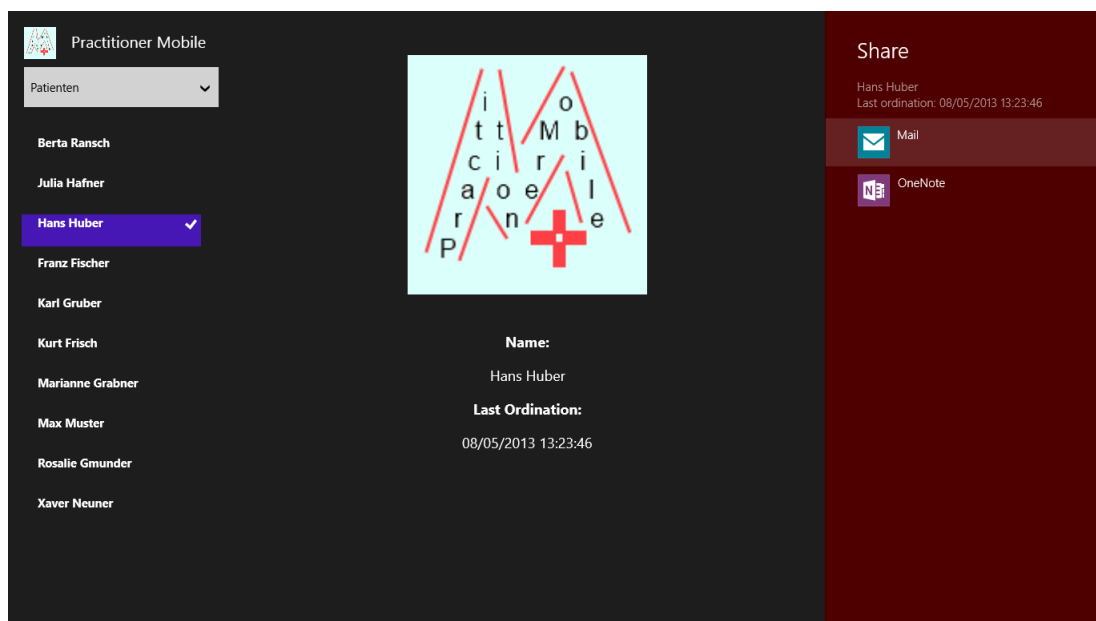 Practitioner Mobile
Patienten
Berta Ransch
Julia Hafner
Hans Huber
Franz Fischer
Karl Gruber
Kurt Frisch
Marianne Grabner
Max Muster
Rosalie Gmunder
Xaver Neuner
i o
t t M b
c i r i
a o e l
r n e
P
Name:
Hans Huber
Last Ordination:
08/05/2013 13:23:46
Share
Hans Huber
Last ordination: 08/05/2013 13:23:46
Mail
N
OneNote